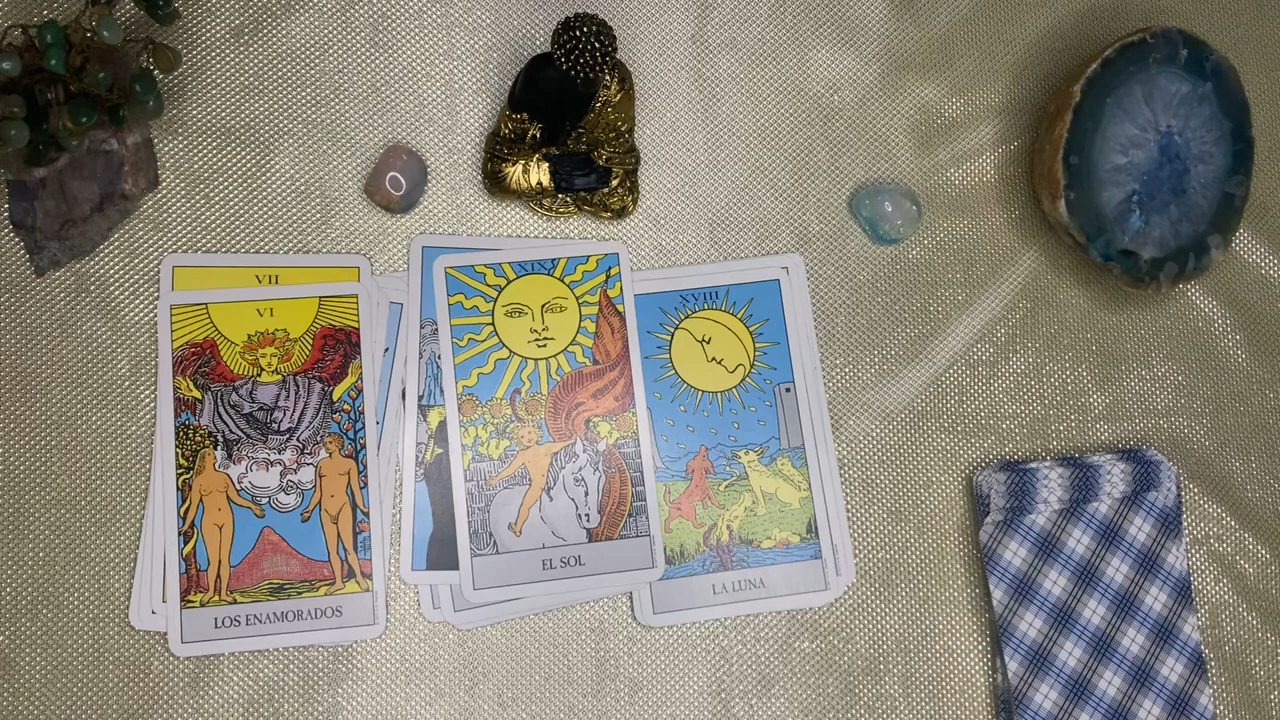 VII
VI
LOS ENAMORADOS
XIX
EL SOL
XVIII
LA LUNA